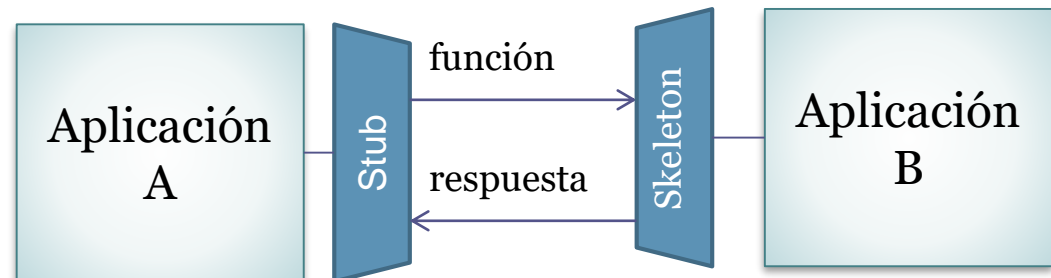 Aplicación
A
Stub
función
respuesta
Skeleton
Aplicación
B